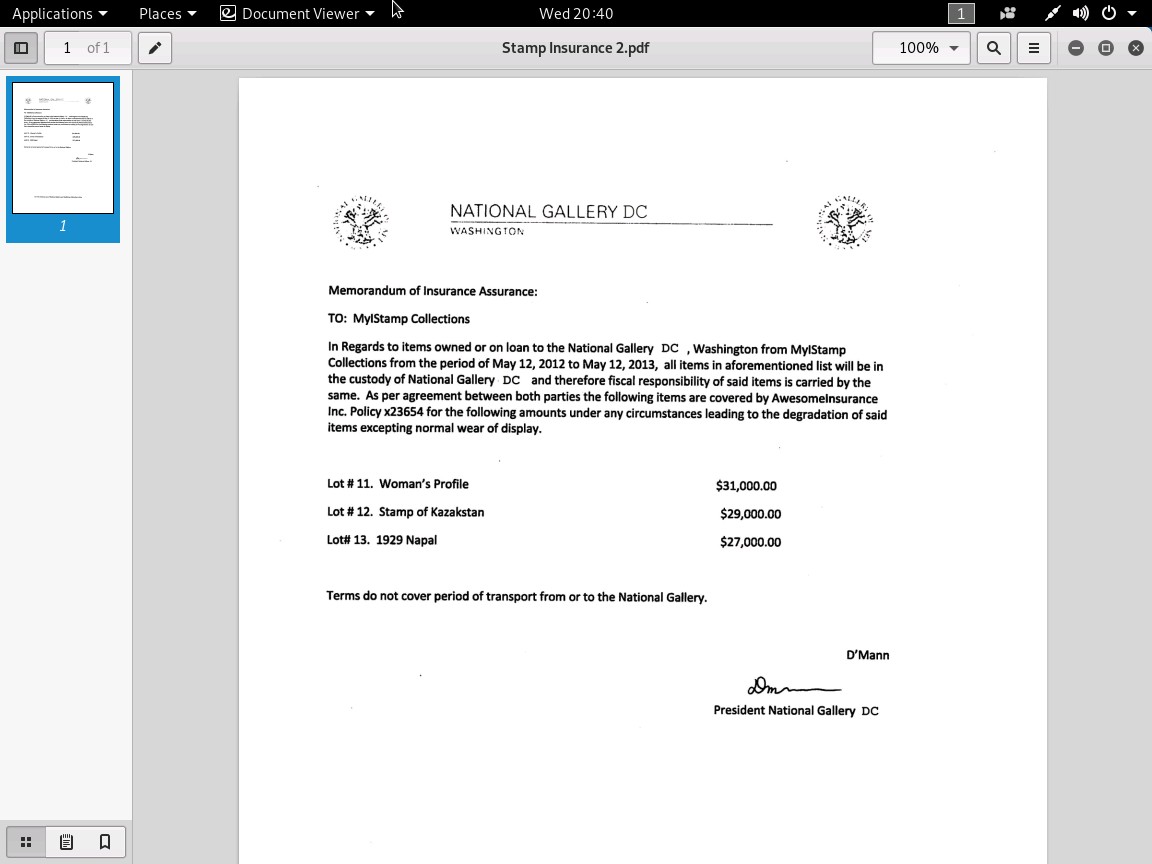 Applications Places Document Viewer Wed 20:40 1
1 of 1 Stamp Insurance 2.pdf 100%
1
NATIONAL GALLERY DC
WASHINGTON
Memorandum of Insurance Assurance:
TO: MyIStamp Collections
In Regards to items owned or on loan to the National Gallery DC , Washington from MyIStamp
Collections from the period of May 12, 2012 to May 12, 2013, all items in aforementioned list will be in
the custody of National Gallery DC and therefore fiscal responsibility of said items is carried by the
same. As per agreement between both parties the following items are covered by AwesomeInsurance
Inc. Policy x23654 for the following amounts under any circumstances leading to the degradation of said
items excepting normal wear of display.
Lot # 11. Woman's Profile $31,000.00
Lot # 12. Stamp of Kazakstan $29,000.00
Lot# 13. 1929 Napal $27,000.00
Terms do not cover period of transport from or to the National Gallery.
D'Mann
President National Gallery DC